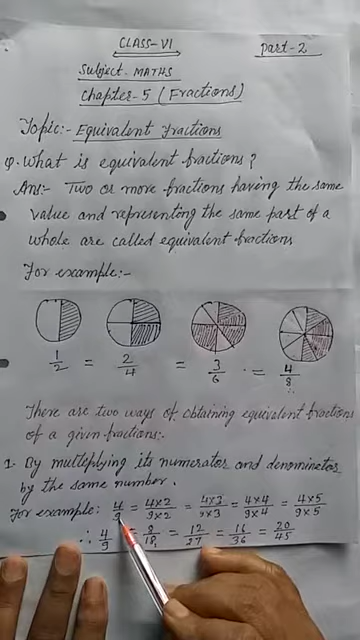 CLASS-VI
Part-2
Subject-MATHS
Chapter-5 (Fractions)
Topic:- Equivalent Fractions
Q. What is equivalent fractions?
Ans:- Two or more fractions having the same
value and representing the same part of a
whole are called equivalent fractions
For example:-
1/2 = 2/4 = 3/6 = 4/8
There are two ways of obtaining equivalent fractions
of a given fractions:-
1. By multiplying its numerator and denominator
by the same number.
For example: 4/9 = 4×2/9×2 = 4×3/9×3 = 4×4/9×4 = 4×5/9×5
∴ 4/9 = 8/18 = 12/27 = 16/36 = 20/45